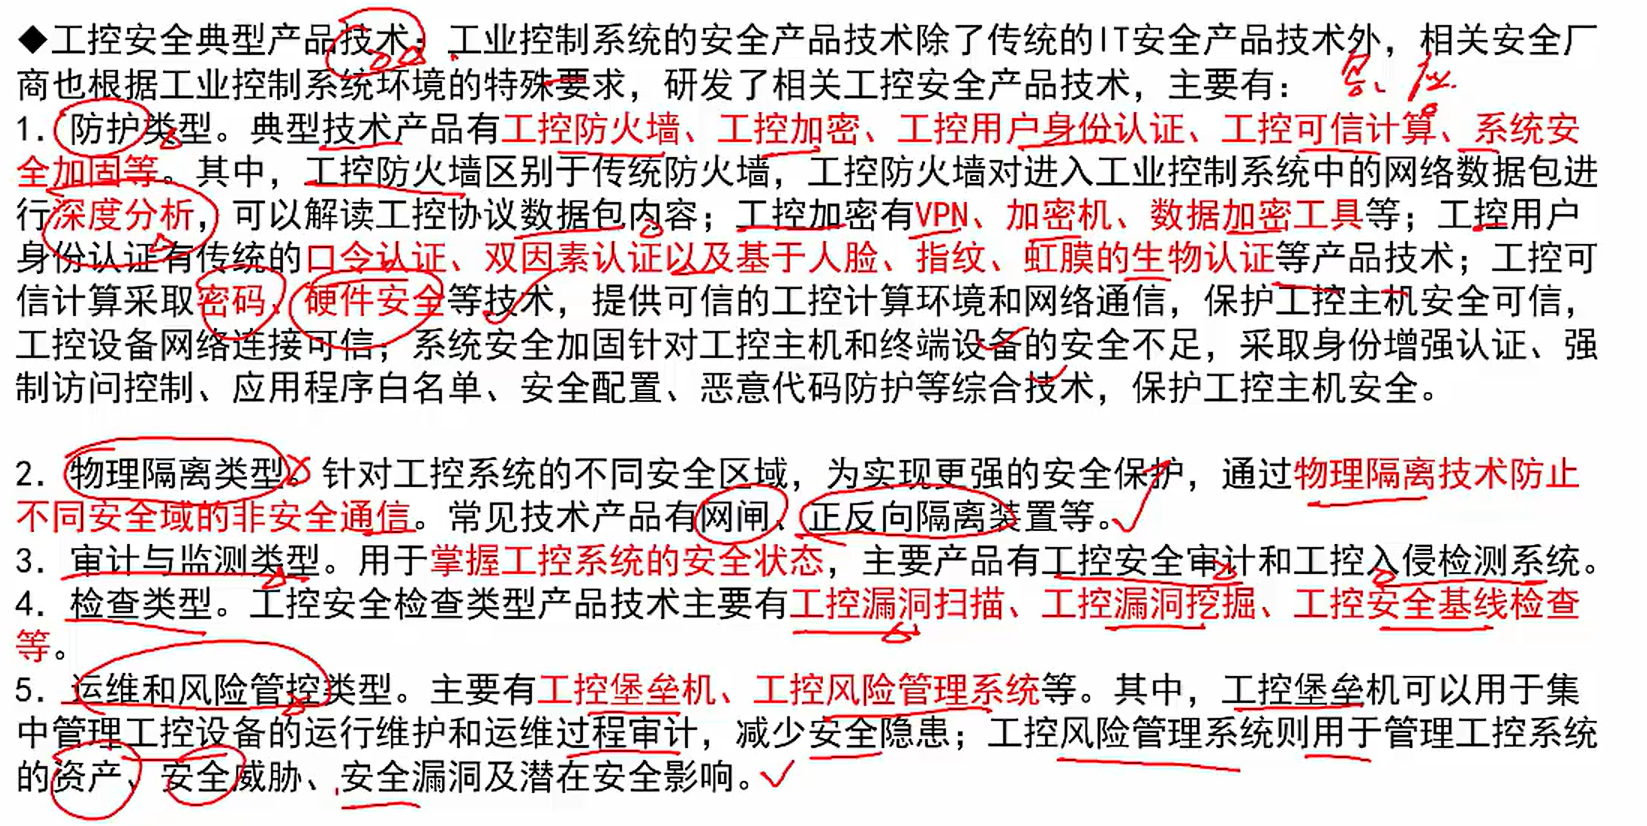 ◆工控安全典型产品技术：工业控制系统的安全产品技术除了传统的IT安全产品技术外，相关安全厂
商也根据工业控制系统环境的特殊要求，研发了相关工控安全产品技术，主要有：
1．防护类型。典型技术产品有工控防火墙、工控加密、工控用户身份认证、工控可信计算、系统安
全加固等。其中，工控防火墙区别于传统防火墙，工控防火墙对进入工业控制系统中的网络数据包进
行深度分析，可以解读工控协议数据包内容；工控加密有VPN、加密机、数据加密工具等；工控用户
身份认证有传统的口令认证、双因素认证以及基于人脸、指纹、虹膜的生物认证等产品技术；工控可
信计算采取密码、硬件安全等技术，提供可信的工控计算环境和网络通信，保护工控主机安全可信，
工控设备网络连接可信；系统安全加固针对工控主机和终端设备的安全不足，采取身份增强认证、强
制访问控制、应用程序白名单、安全配置、恶意代码防护等综合技术，保护工控主机安全。
2．物理隔离类型。针对工控系统的不同安全区域，为实现更强的安全保护，通过物理隔离技术防止
不同安全域的非安全通信。常见技术产品有网闸、正反向隔离装置等。
3．审计与监测类型。用于掌握工控系统的安全状态，主要产品有工控安全审计和工控入侵检测系统。
4．检查类型。工控安全检查类型产品技术主要有工控漏洞扫描、工控漏洞挖掘、工控安全基线检查
等。
5．运维和风险管控类型。主要有工控堡垒机、工控风险管理系统等。其中，工控堡垒机可以用于集
中管理工控设备的运行维护和运维过程审计，减少安全隐患；工控风险管理系统则用于管理工控系统
的资产、安全威胁、安全漏洞及潜在安全影响。